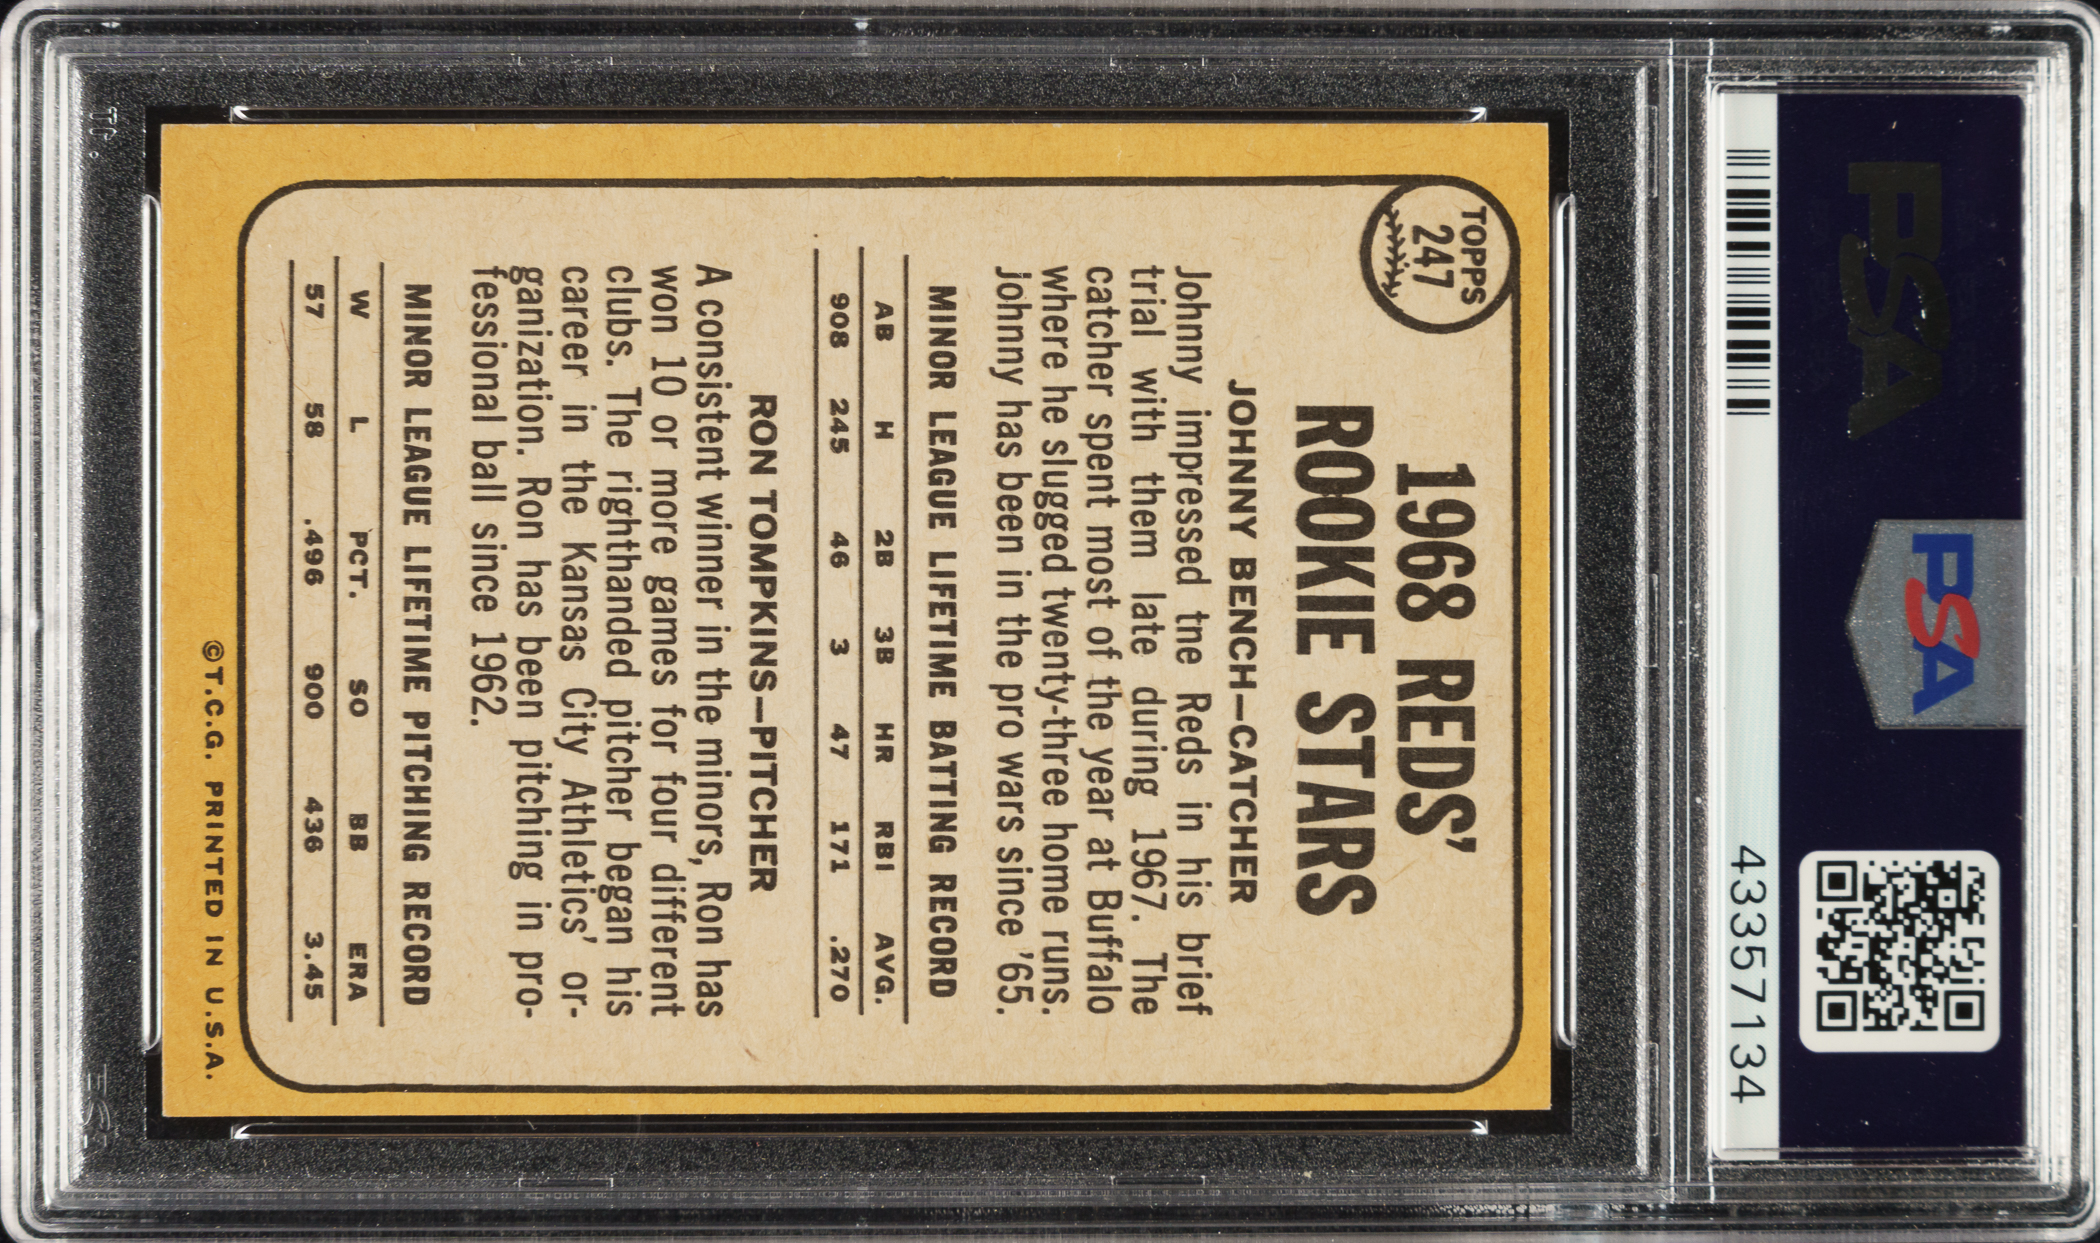 PSA
PSA
43357134
TOPPS
247
1968 REDS'
ROOKIE STARS
JOHNNY BENCH—CATCHER
Johnny impressed tne Reds in his brief
trial with them late during 1967. The
catcher spent most of the year at Buffalo
where he slugged twenty-three home runs.
Johnny has been in the pro wars since '65.
MINOR LEAGUE LIFETIME BATTING RECORD
AB H 2B 3B HR RBI AVG.
908 245 46 3 47 171 .270
RON TOMPKINS—PITCHER
A consistent winner in the minors, Ron has
won 10 or more games for four different
clubs. The righthanded pitcher began his
career in the Kansas City Athletics' or-
ganization. Ron has been pitching in pro-
fessional ball since 1962.
MINOR LEAGUE LIFETIME PITCHING RECORD
W L PCT. SO BB ERA
57 58 .496 900 436 3.45
©T.C.G. PRINTED IN U.S.A.